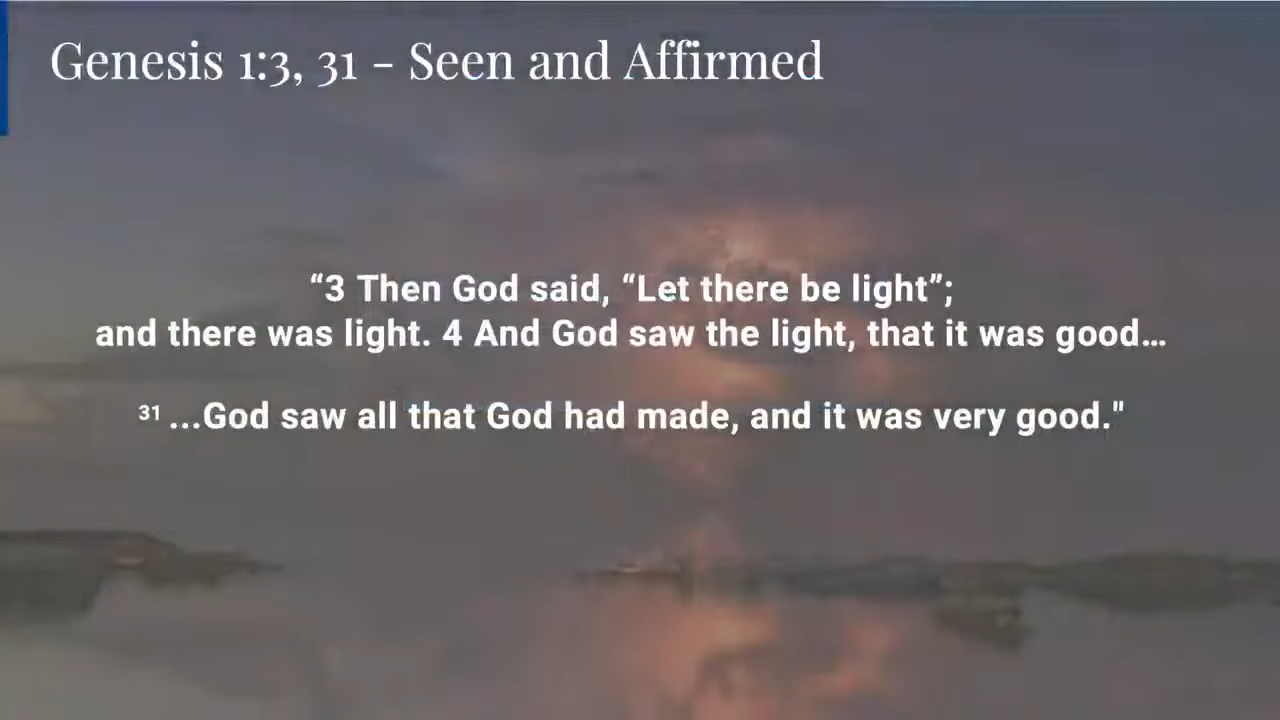 Genesis 1:3, 31 - Seen and Affirmed
“3 Then God said, “Let there be light”;
and there was light. 4 And God saw the light, that it was good…
31 ...God saw all that God had made, and it was very good."